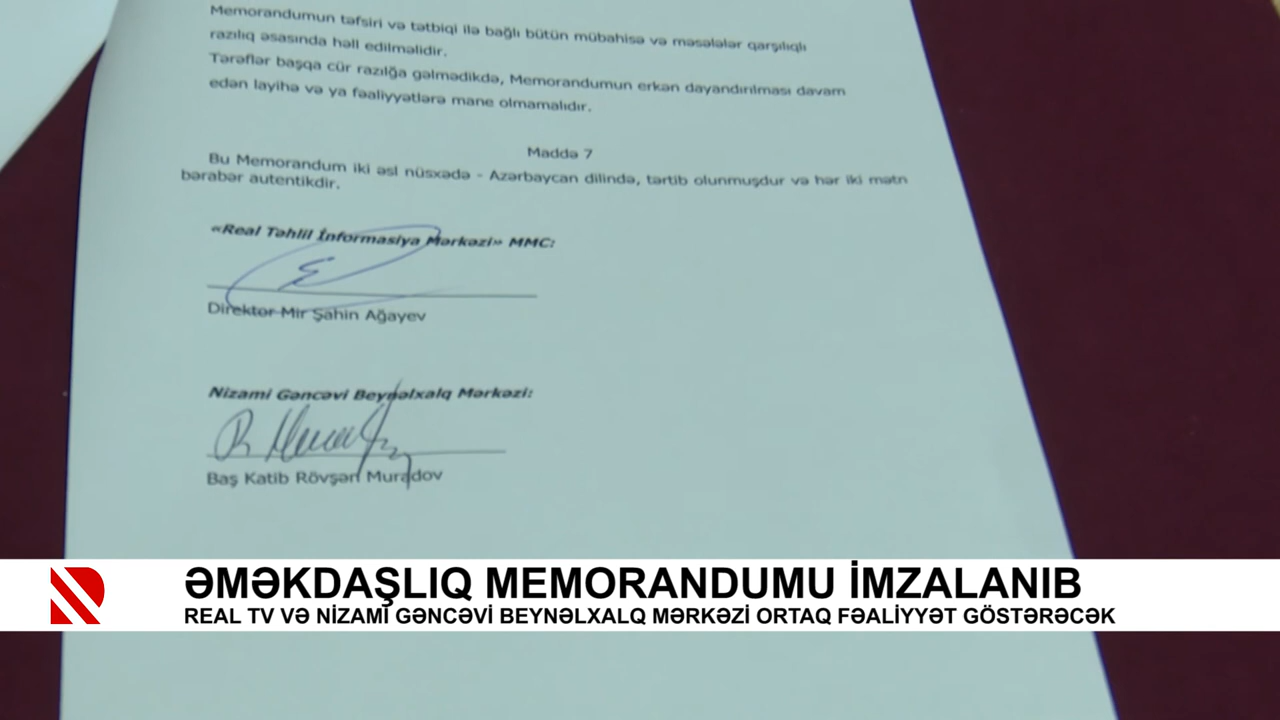 Memorandumun təfsiri və tətbiqi ilə bağlı bütün mübahisə və məsələlər qarşılıqlı
razılıq əsasında həll edilməlidir.
Tərəflər başqa cür razılğa gəlmədikdə, Memorandumun erkən dayandırılması davam
edən layihə və ya fəaliyyətlərə mane olmamalıdır.
Maddə 7
Bu Memorandum iki əsl nüsxədə - Azərbaycan dilində, tərtib olunmuşdur və hər iki mətn
bərabər autentikdir.
«Real Təhlil İnformasiya Mərkəzi» MMC:
Direktor Mir Şahin Ağayev
Nizami Gəncəvi Beynəlxalq Mərkəzi:
Baş Katib Rövşən Muradov
ƏMƏKDAŞLIQ MEMORANDUMU İMZALANIB
REAL TV VƏ NİZAMİ GƏNCƏVİ BEYNƏLXALQ MƏRKƏZİ ORTAQ FƏALİYYƏT GÖSTƏRƏCƏK